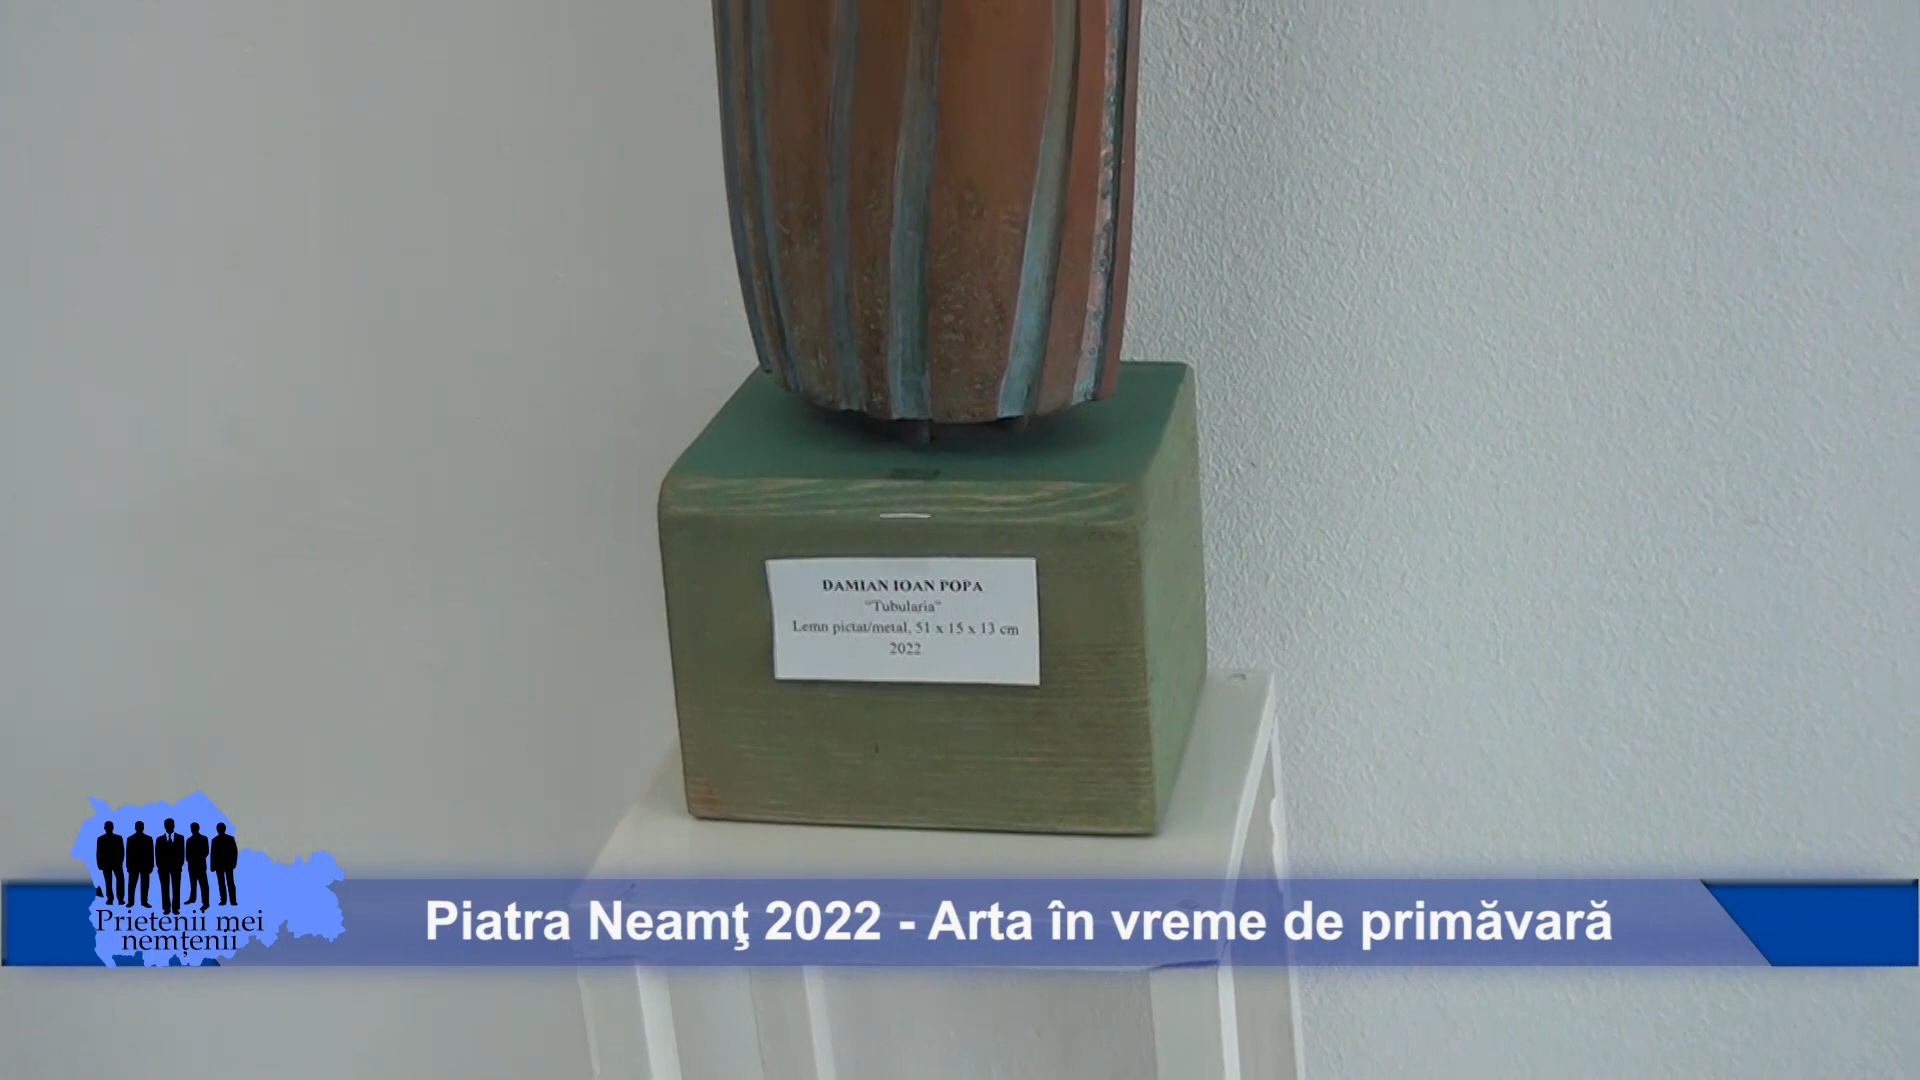 DAMIAN IOAN POPA
"Tubularia"
Lemn pictat/metal, 51 x 15 x 13 cm
2022
Prietenii mei
nemțenii
Piatra Neamţ 2022 - Arta în vreme de primăvară